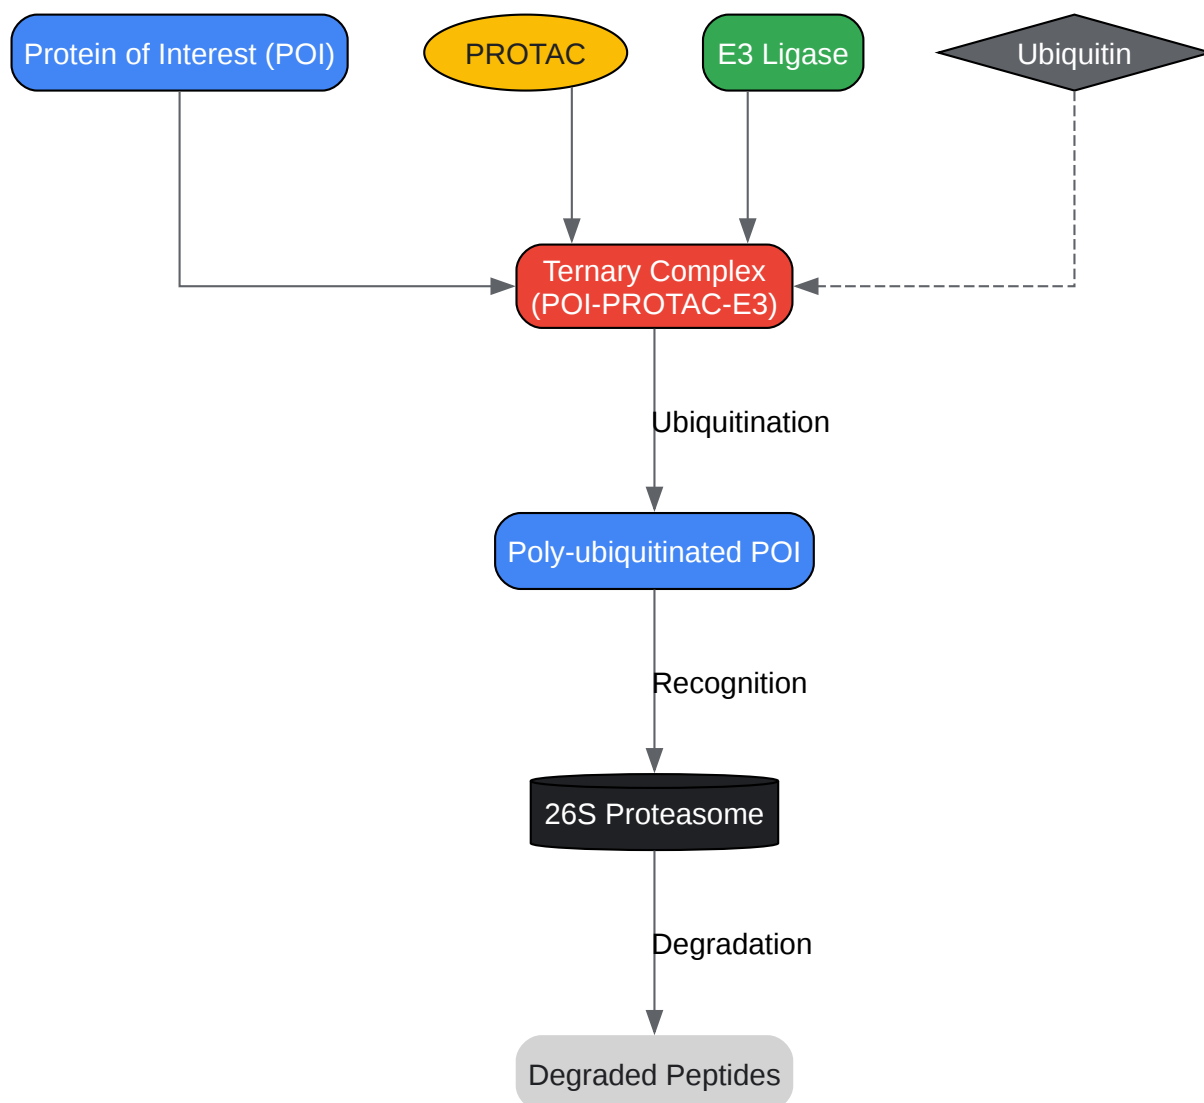 Protein of Interest (POI)
PROTAC
E3 Ligase
Ubiquitin
Ternary Complex
(POI-PROTAC-E3)
Ubiquitination
Poly-ubiquitinated POI
Recognition
26S Proteasome
Degradation
Degraded Peptides